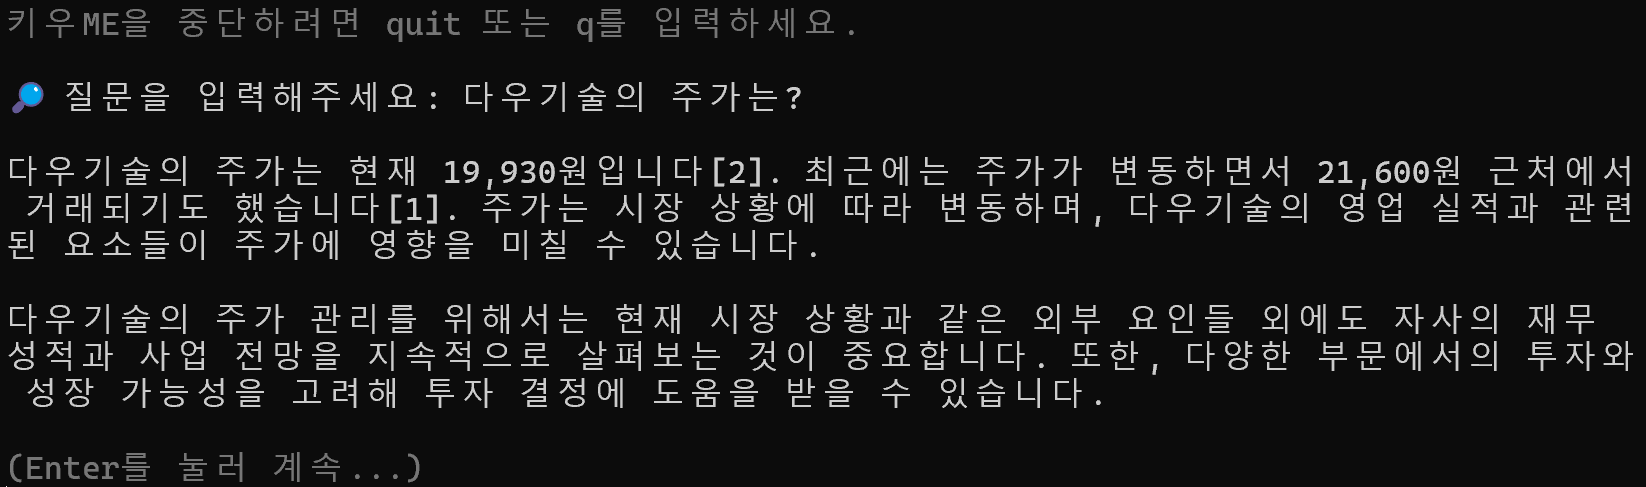 키우ME을 중단하려면 quit 또는 q를 입력하세요.
질문을 입력해주세요: 다우기술의 주가는?
다우기술의 주가는 현재 19,930원입니다[2]. 최근에는 주가가 변동하면서 21,600원 근처에서
거래되기도 했습니다[1]. 주가는 시장 상황에 따라 변동하며, 다우기술의 영업 실적과 관련
된 요소들이 주가에 영향을 미칠 수 있습니다.
다우기술의 주가 관리를 위해서는 현재 시장 상황과 같은 외부 요인들 외에도 자사의 재무
성적과 사업 전망을 지속적으로 살펴보는 것이 중요합니다. 또한, 다양한 부문에서의 투자와
성장 가능성을 고려해 투자 결정에 도움을 받을 수 있습니다.
(Enter를 눌러 계속...)